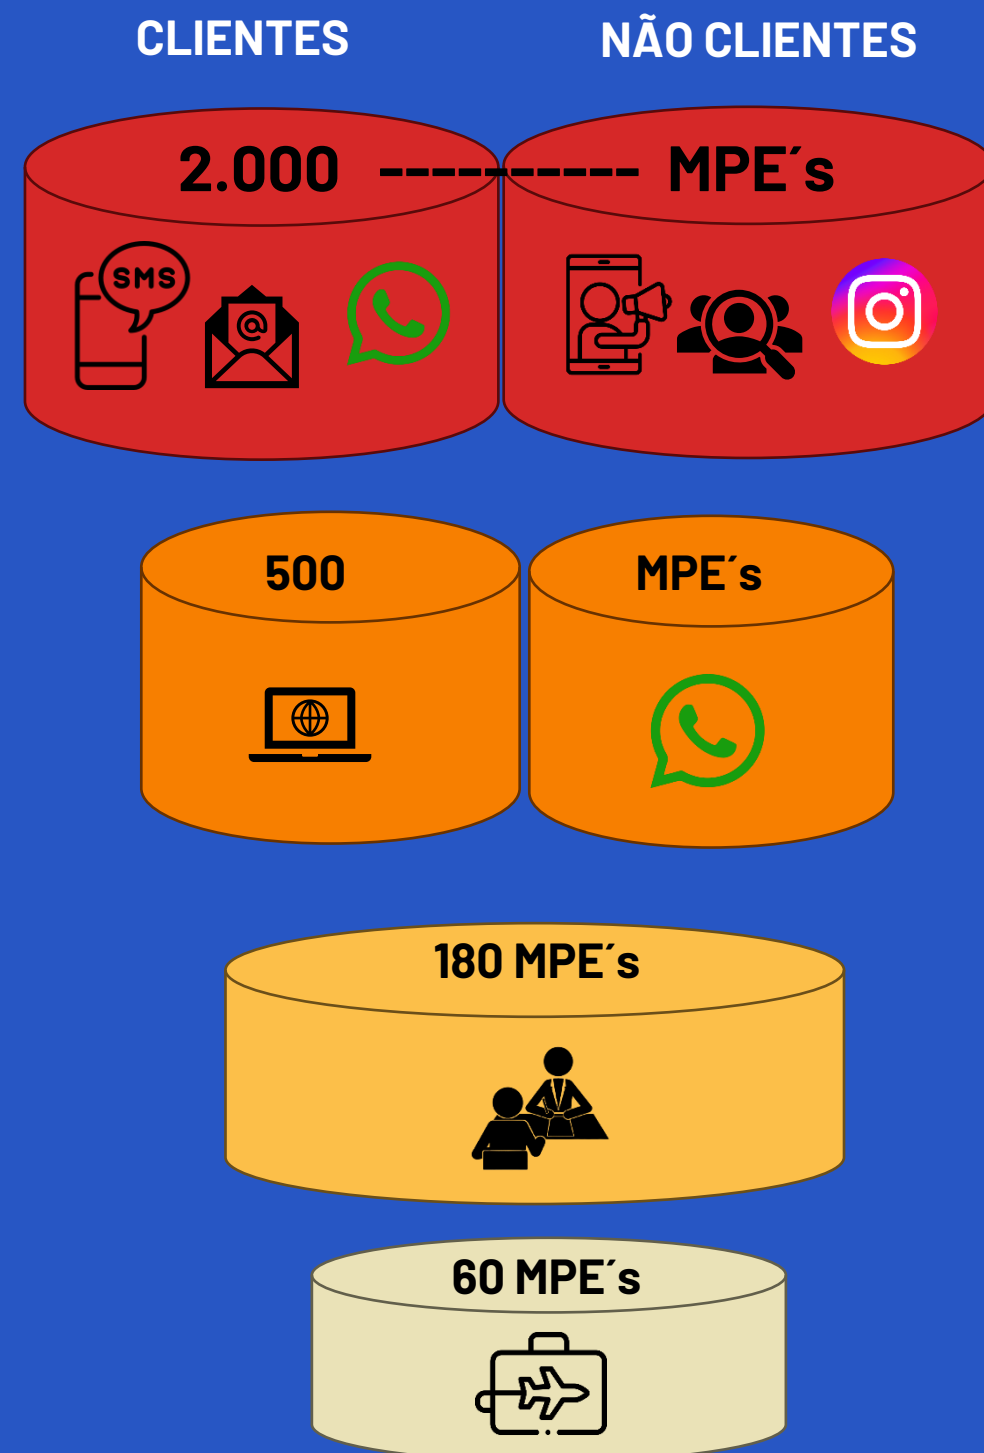 CLIENTES NÃO CLIENTES
2.000 ---------- MPE´s
SMS
@
500 MPE´s
180 MPE´s
60 MPE´s